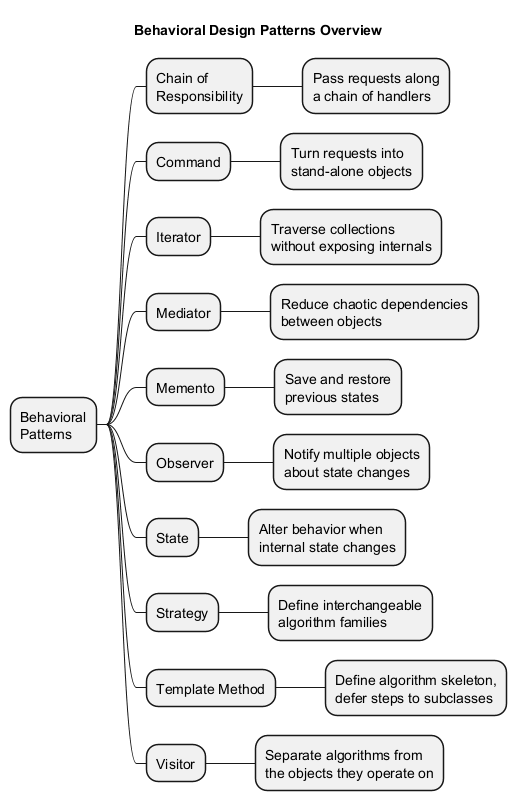 Behavioral Design Patterns Overview
Behavioral
Patterns
Chain of
Responsibility
Pass requests along
a chain of handlers
Command
Turn requests into
stand-alone objects
Iterator
Traverse collections
without exposing internals
Mediator
Reduce chaotic dependencies
between objects
Memento
Save and restore
previous states
Observer
Notify multiple objects
about state changes
State
Alter behavior when
internal state changes
Strategy
Define interchangeable
algorithm families
Template Method
Define algorithm skeleton,
defer steps to subclasses
Visitor
Separate algorithms from
the objects they operate on